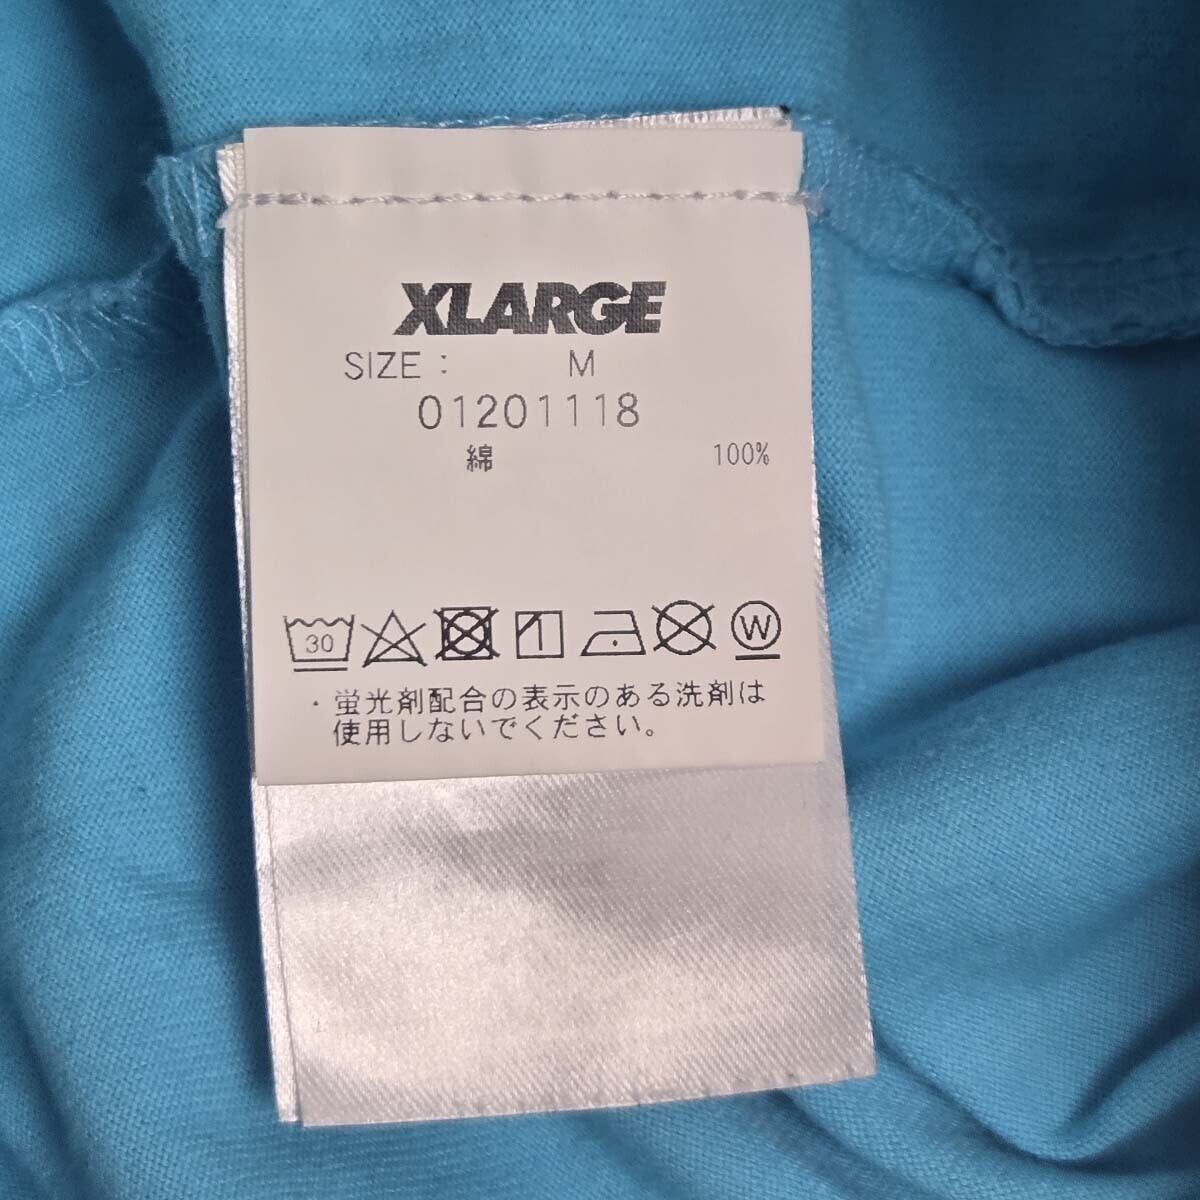 XLARGE
SIZE : M
01201118
綿 100%
30 W
・蛍光剤配合の表示のある洗剤は
使用しないでください。